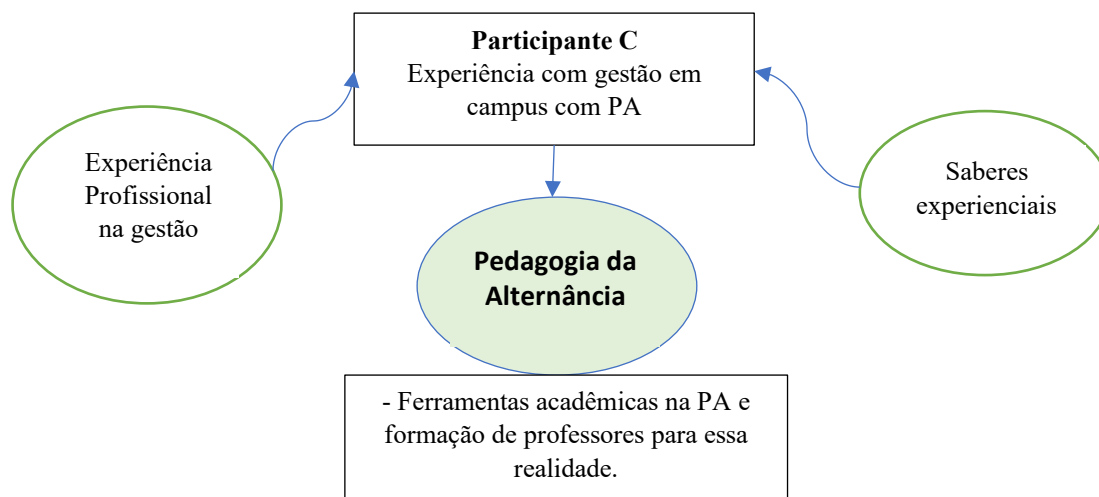 Participante C
Experiência com gestão em
campus com PA
Experiência
Profissional
na gestão
Saberes
experienciais
Pedagogia da
Alternância
- Ferramentas acadêmicas na PA e
formação de professores para essa
realidade.